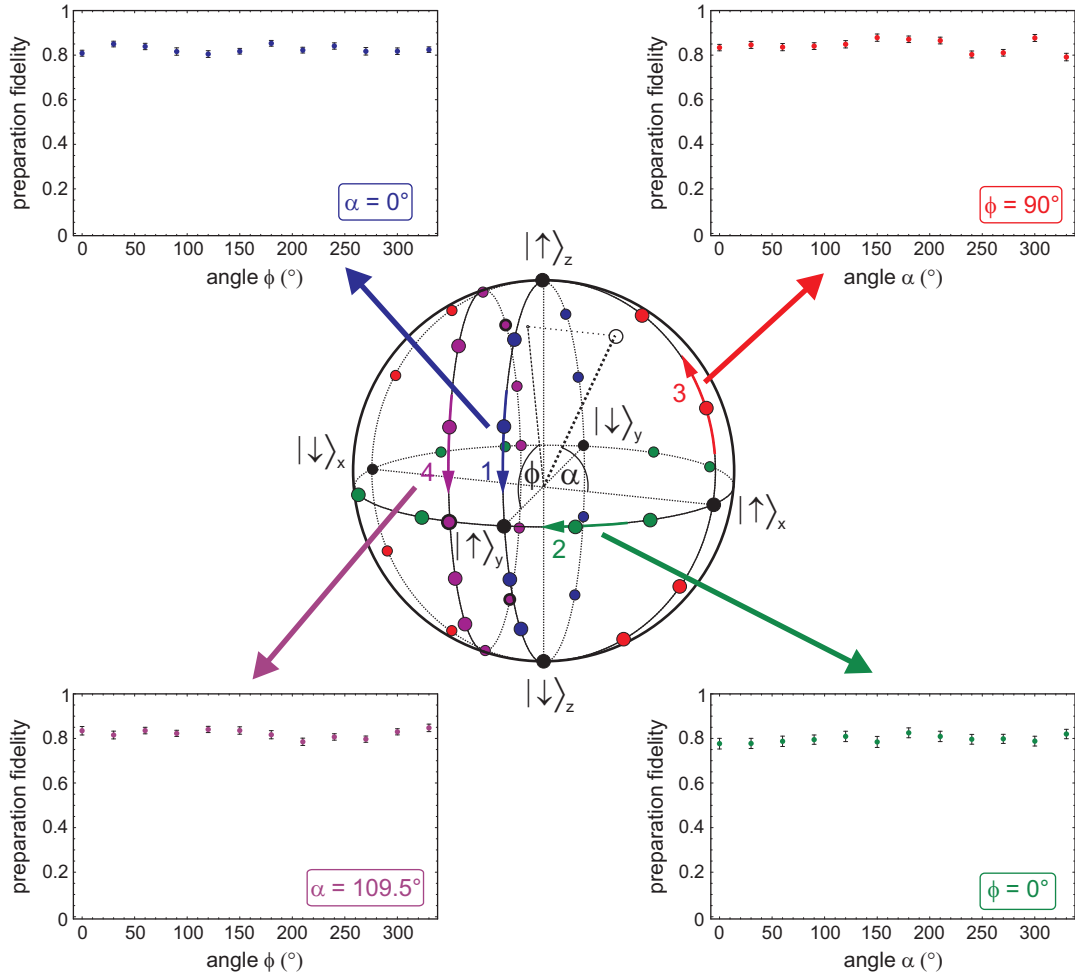 preparation fidelity
1
0.8
0.6
0.4
0.2
0
α = 0°
0 50 100 150 200 250 300
angle ϕ (°)
preparation fidelity
1
0.8
0.6
0.4
0.2
0
ϕ = 90°
0 50 100 150 200 250 300
angle α (°)
|↑⟩z
3
|↓⟩y
|↓⟩x
4
1
ϕ
α
|↑⟩x
|↑⟩y
2
|↓⟩z
preparation fidelity
1
0.8
0.6
0.4
0.2
0
α = 109.5°
0 50 100 150 200 250 300
angle ϕ (°)
preparation fidelity
1
0.8
0.6
0.4
0.2
0
ϕ = 0°
0 50 100 150 200 250 300
angle α (°)